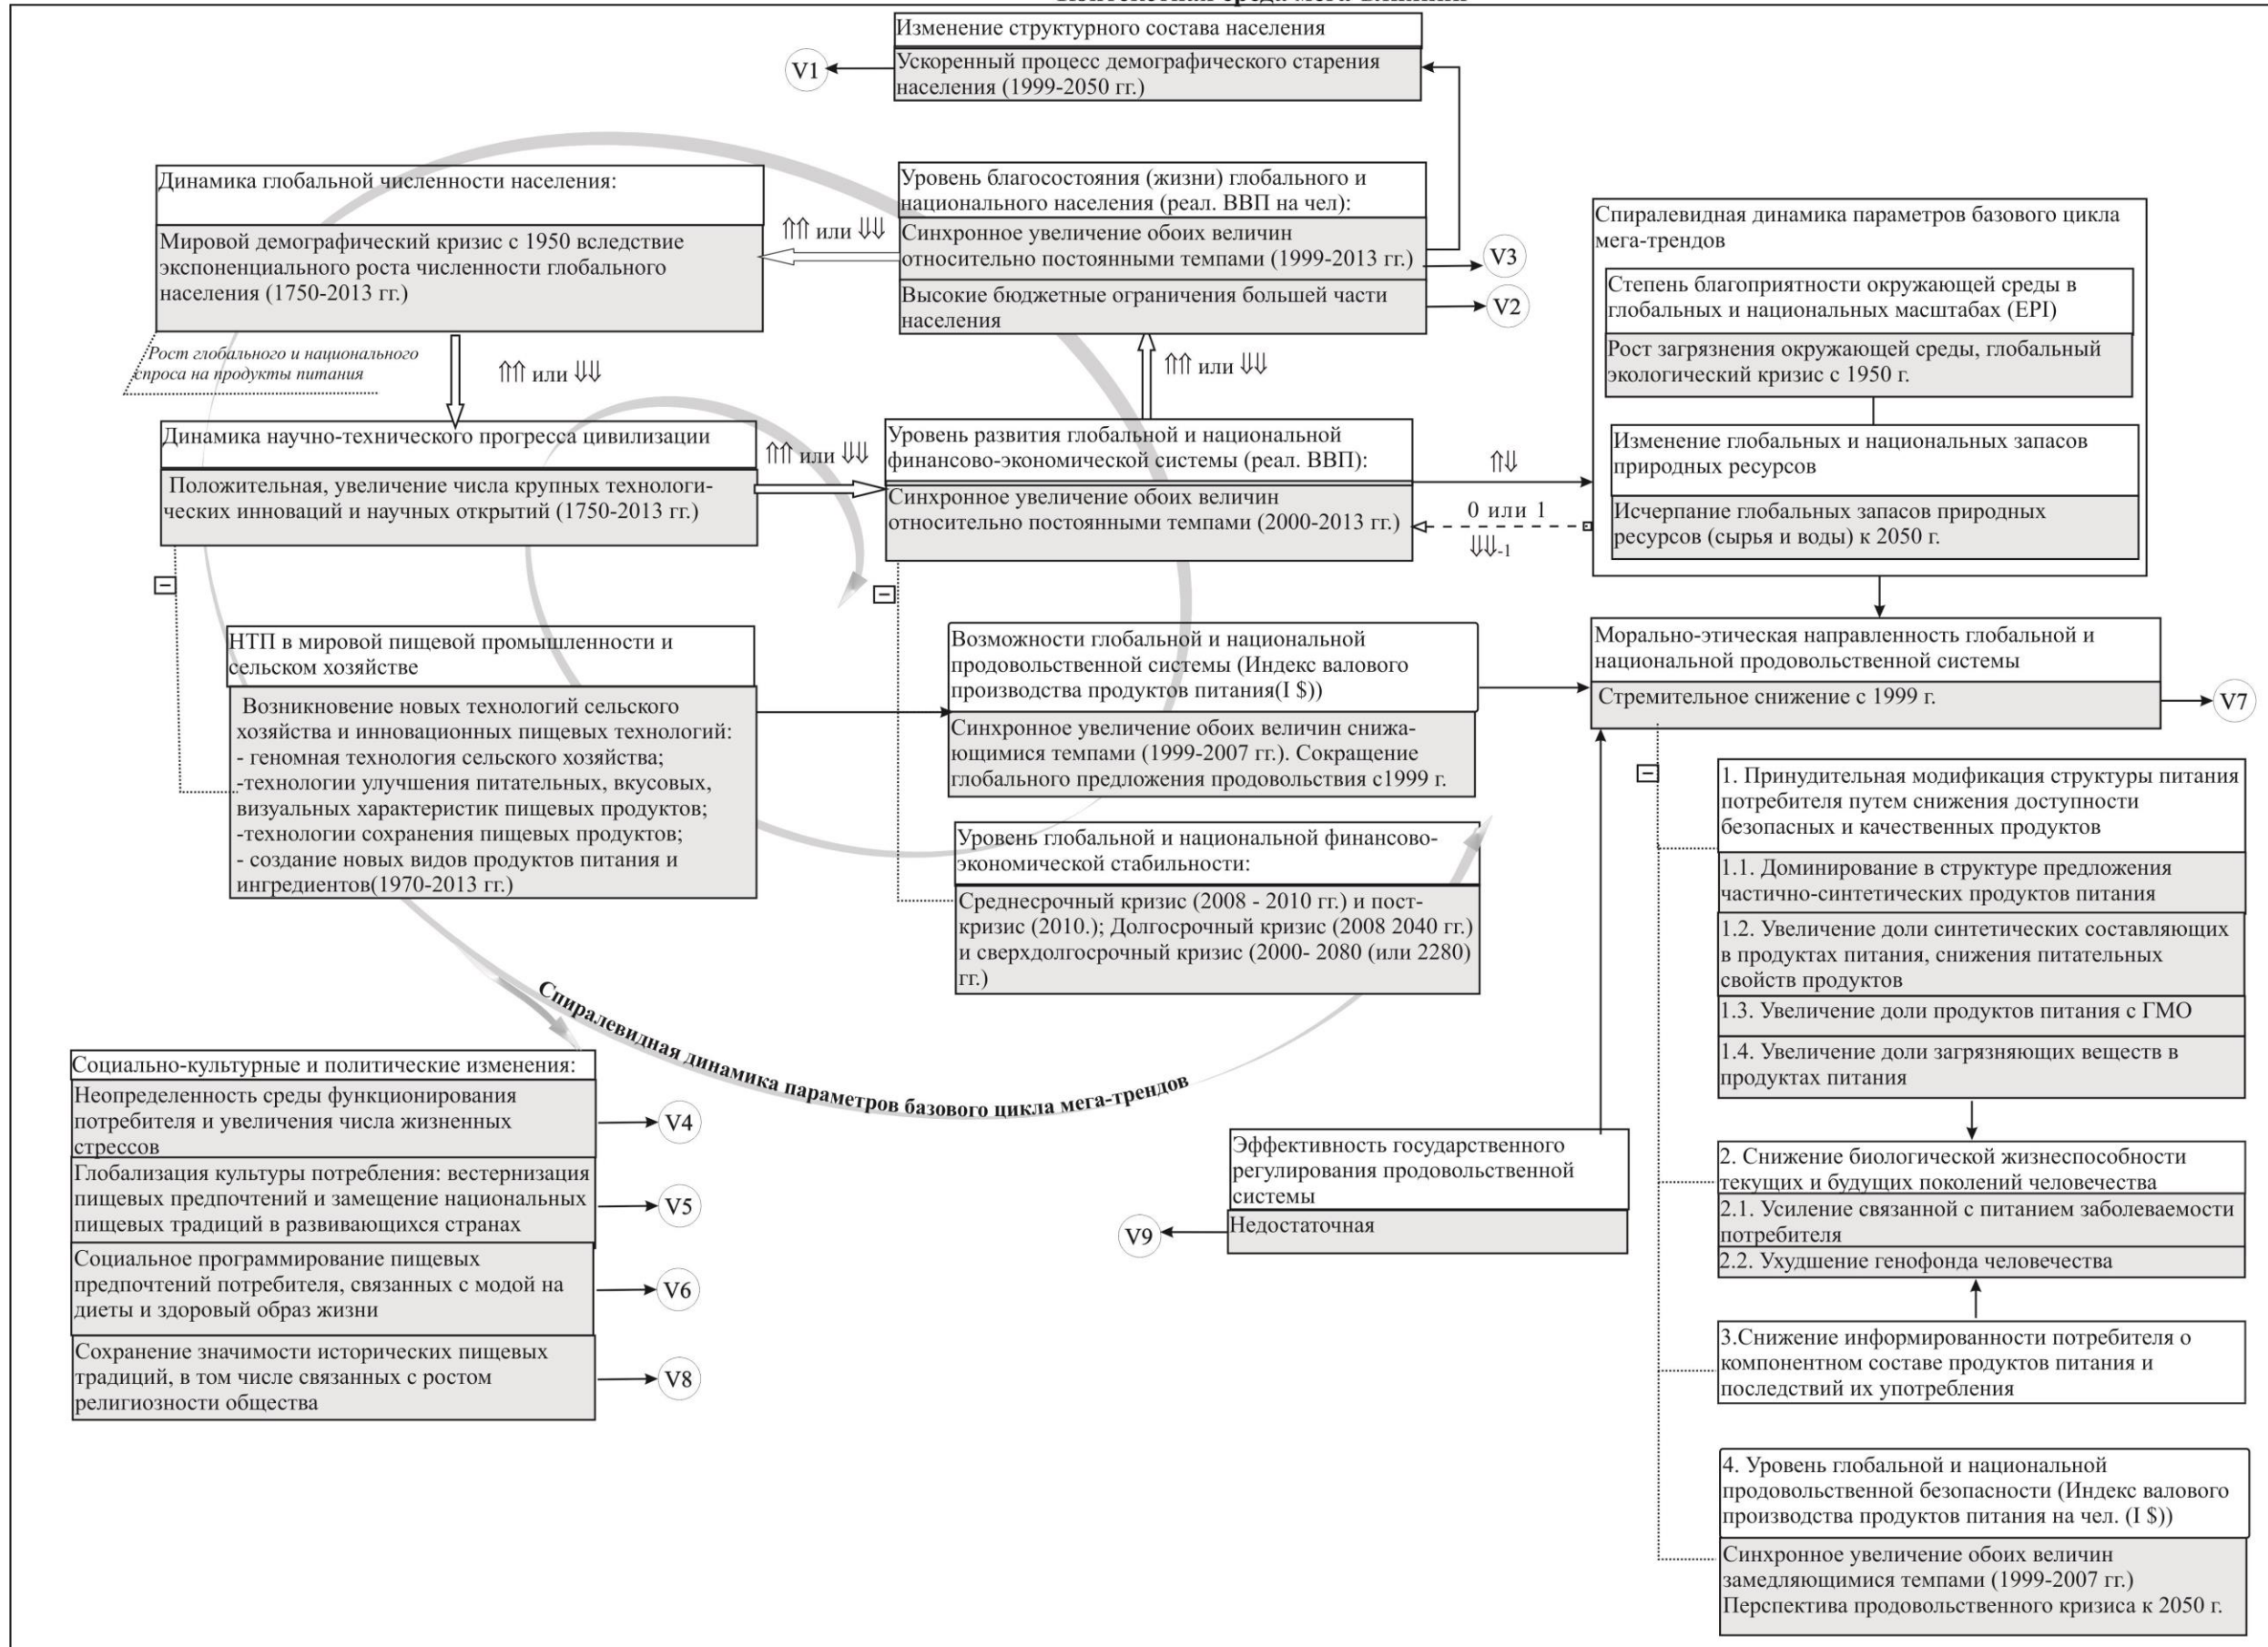 Изменение структурного состава населения
Ускоренный процесс демографического старения
населения (1999-2050 гг.)
V1
Динамика глобальной численности населения:
Мировой демографический кризис с 1950 вследствие
экспоненциального роста численности глобального
населения (1750-2013 гг.)
⇑⇑ или ⇓⇓
Уровень благосостояния (жизни) глобального и
национального населения (реал. ВВП на чел):
Синхронное увеличение обоих величин
относительно постоянными темпами (1999-2013 гг.)
Высокие бюджетные ограничения большей части
населения
V3
V2
Рост глобального и национального
спроса на продукты питания
⇑⇑ или ⇓⇓
⇑⇑ или ⇓⇓
Спиралевидная динамика параметров базового цикла
мега-трендов
Степень благоприятности окружающей среды в
глобальных и национальных масштабах (EPI)
Рост загрязнения окружающей среды, глобальный
экологический кризис с 1950 г.
Изменение глобальных и национальных запасов
природных ресурсов
Исчерпание глобальных запасов природных
ресурсов (сырья и воды) к 2050 г.
Динамика научно-технического прогресса цивилизации
Положительная, увеличение числа крупных технологи-
ческих инноваций и научных открытий (1750-2013 гг.)
⇑⇑ или ⇓⇓
Уровень развития глобальной и национальной
финансово-экономической системы (реал. ВВП):
Синхронное увеличение обоих величин
относительно постоянными темпами (2000-2013 гг.)
⇑⇓
0 или 1
⇓⇓-1
НТП в мировой пищевой промышленности и
сельском хозяйстве
Возникновение новых технологий сельского
хозяйства и инновационных пищевых технологий:
- геномная технология сельского хозяйства;
-технологии улучшения питательных, вкусовых,
визуальных характеристик пищевых продуктов;
-технологии сохранения пищевых продуктов;
- создание новых видов продуктов питания и
ингредиентов(1970-2013 гг.)
Возможности глобальной и национальной
продовольственной системы (Индекс валового
производства продуктов питания(I $))
Синхронное увеличение обоих величин снижа-
ющимися темпами (1999-2007 гг.). Сокращение
глобального предложения продовольствия с1999 г.
Уровень глобальной и национальной финансово-
экономической стабильности:
Среднесрочный кризис (2008 - 2010 гг.) и пост-
кризис (2010.); Долгосрочный кризис (2008 2040 гг.)
и сверхдолгосрочный кризис (2000- 2080 (или 2280)
гг.)
Морально-этическая направленность глобальной и
национальной продовольственной системы
Стремительное снижение с 1999 г.
V7
1. Принудительная модификация структуры питания
потребителя путем снижения доступности
безопасных и качественных продуктов
1.1. Доминирование в структуре предложения
частично-синтетических продуктов питания
1.2. Увеличение доли синтетических составляющих
в продуктах питания, снижения питательных
свойств продуктов
1.3. Увеличение доли продуктов питания с ГМО
1.4. Увеличение доли загрязняющих веществ в
продуктах питания
2. Снижение биологической жизнеспособности
текущих и будущих поколений человечества
2.1. Усиление связанной с питанием заболеваемости
потребителя
2.2. Ухудшение генофонда человечества
3.Снижение информированности потребителя о
компонентном составе продуктов питания и
последствий их употребления
4. Уровень глобальной и национальной
продовольственной безопасности (Индекс валового
производства продуктов питания на чел. (I $))
Синхронное увеличение обоих величин
замедляющимися темпами (1999-2007 гг.)
Перспектива продовольственного кризиса к 2050 г.
Спиралевидная динамика параметров базового цикла мега-трендов
Социально-культурные и политические изменения:
Неопределенность среды функционирования
потребителя и увеличения числа жизненных
стрессов
V4
Глобализация культуры потребления: вестернизация
пищевых предпочтений и замещение национальных
пищевых традиций в развивающихся странах
V5
Социальное программирование пищевых
предпочтений потребителя, связанных с модой на
диеты и здоровый образ жизни
V6
Сохранение значимости исторических пищевых
традиций, в том числе связанных с ростом
религиозности общества
V8
Эффективность государственного
регулирования продовольственной
системы
Недостаточная
V9